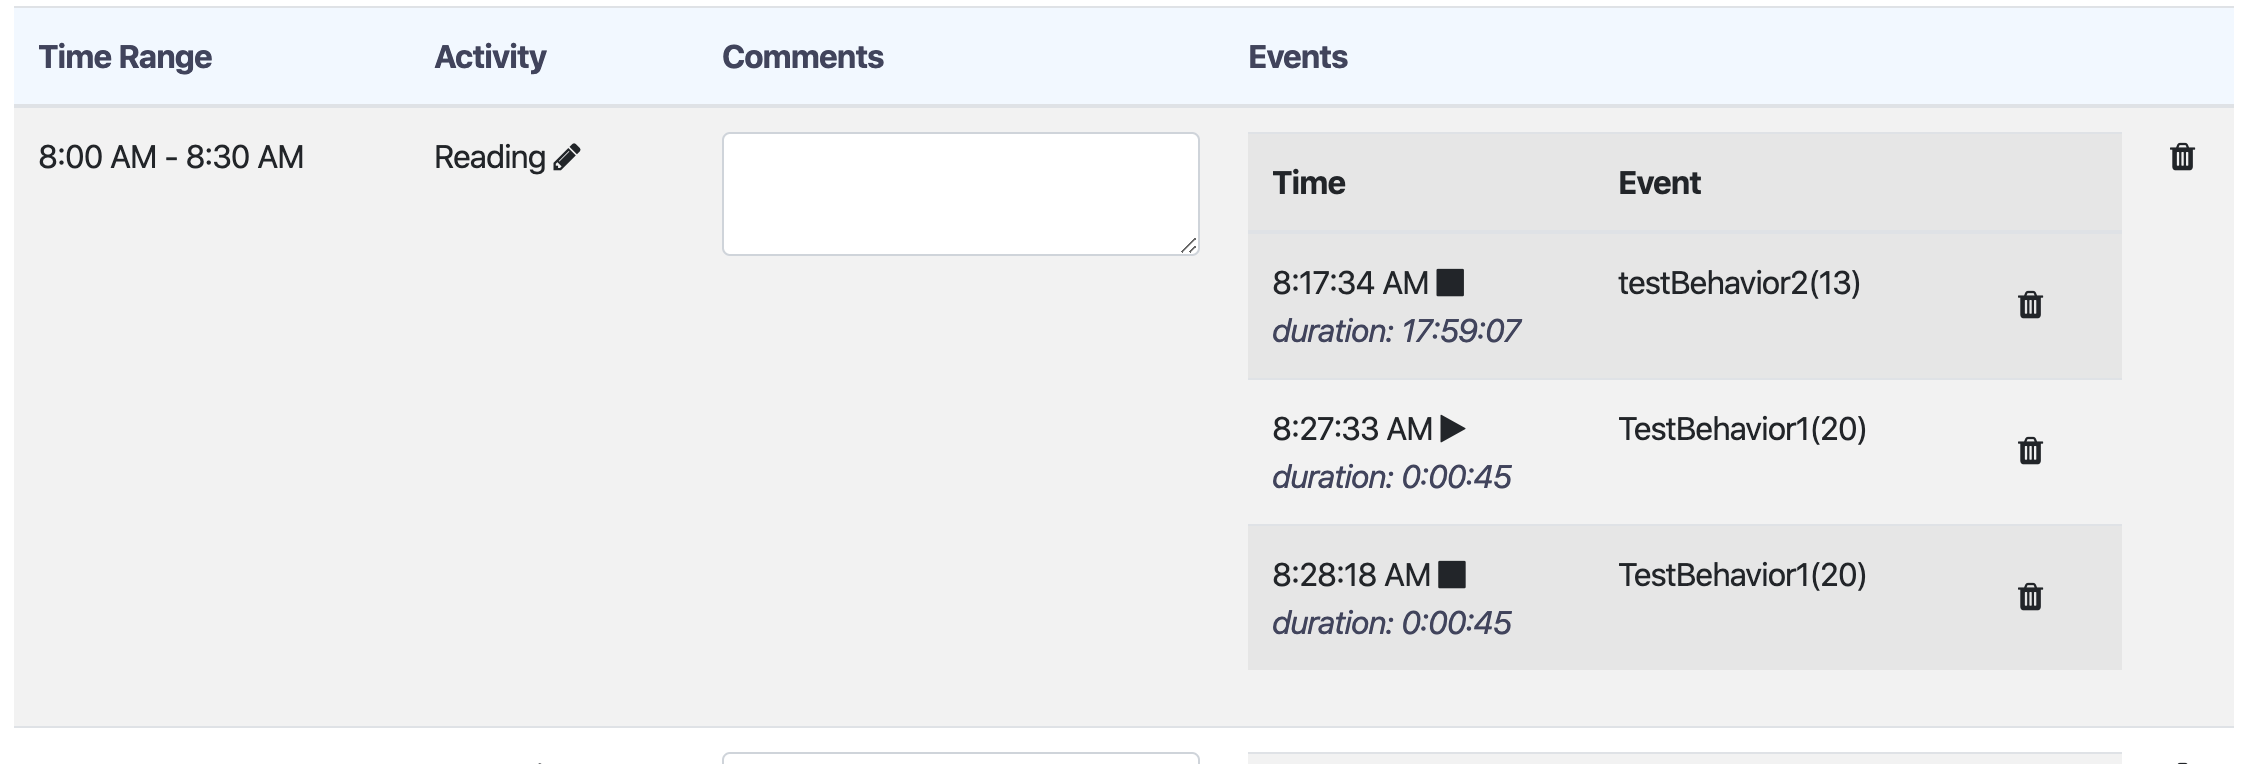 Time Range Activity Comments Events
8:00 AM - 8:30 AM Reading
Time Event
8:17:34 AM testBehavior2(13)
duration: 17:59:07
8:27:33 AM TestBehavior1(20)
duration: 0:00:45
8:28:18 AM TestBehavior1(20)
duration: 0:00:45